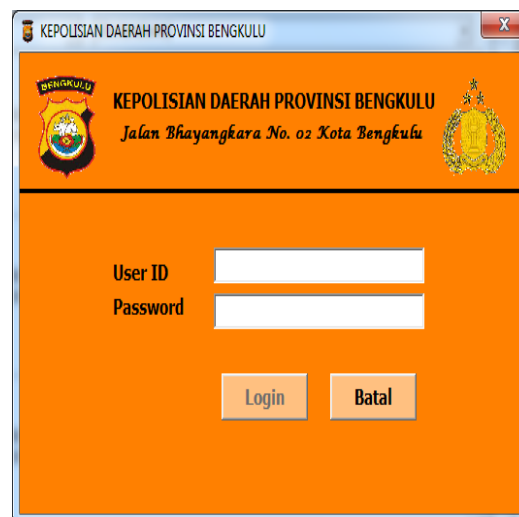 KEPOLISIAN DAERAH PROVINSI BENGKULU
BENGKULU
KEPOLISIAN DAERAH PROVINSI BENGKULU
Jalan Bhayangkara No. 02 Kota Bengkulu
User ID
Password
Login
Batal